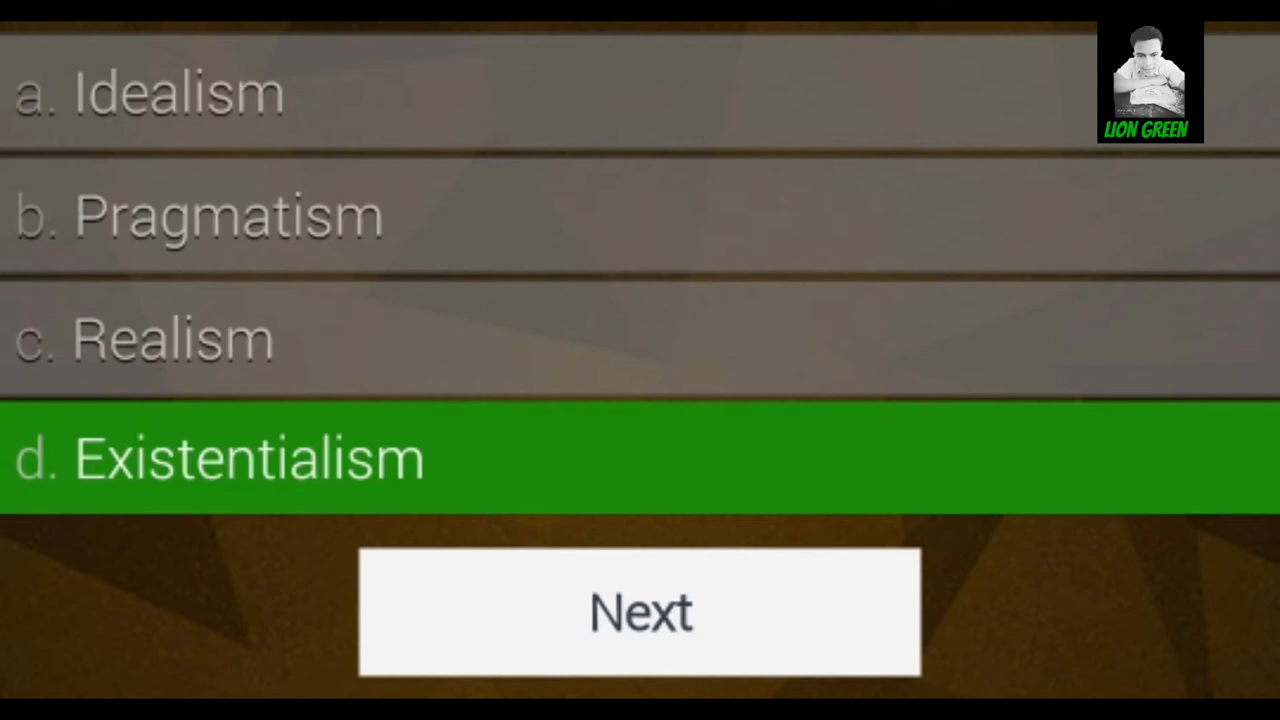 a. Idealism
LION GREEN
b. Pragmatism
c. Realism
d. Existentialism
Next